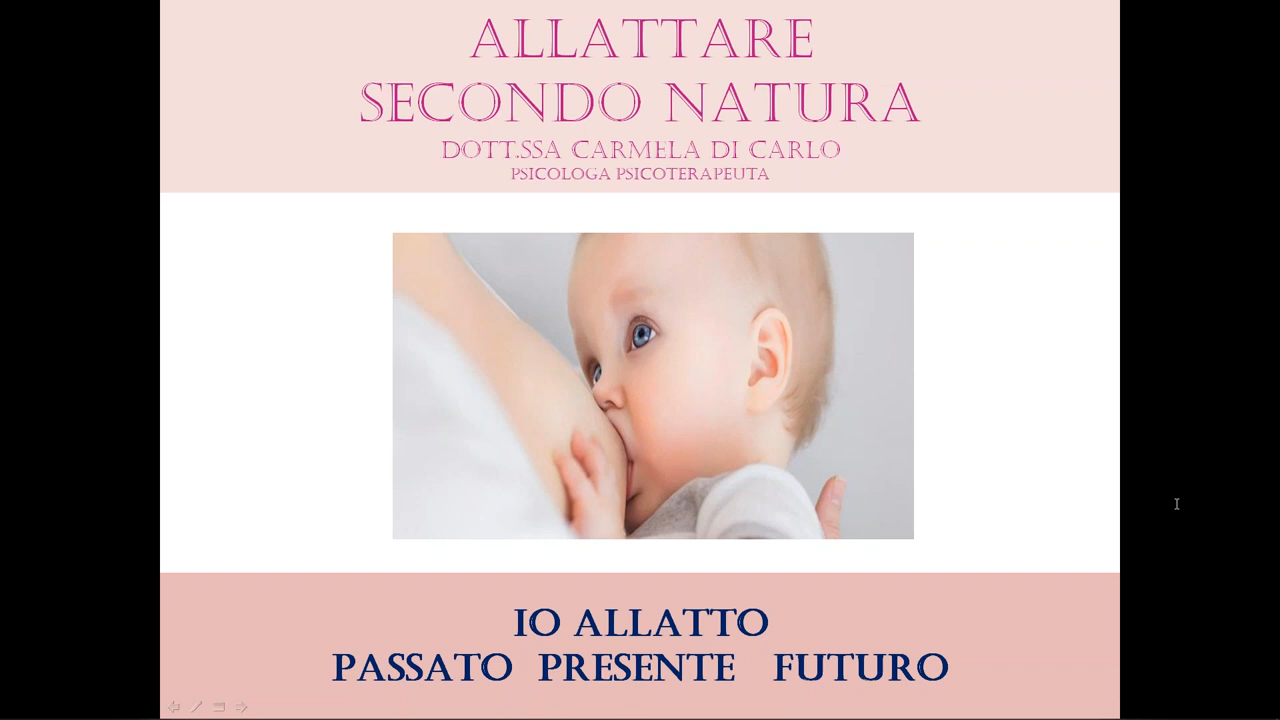 ALLATTARE
SECONDO NATURA
DOTT.SSA CARMELA DI CARLO
PSICOLOGA PSICOTERAPEUTA
IO ALLATTO
PASSATO PRESENTE FUTURO